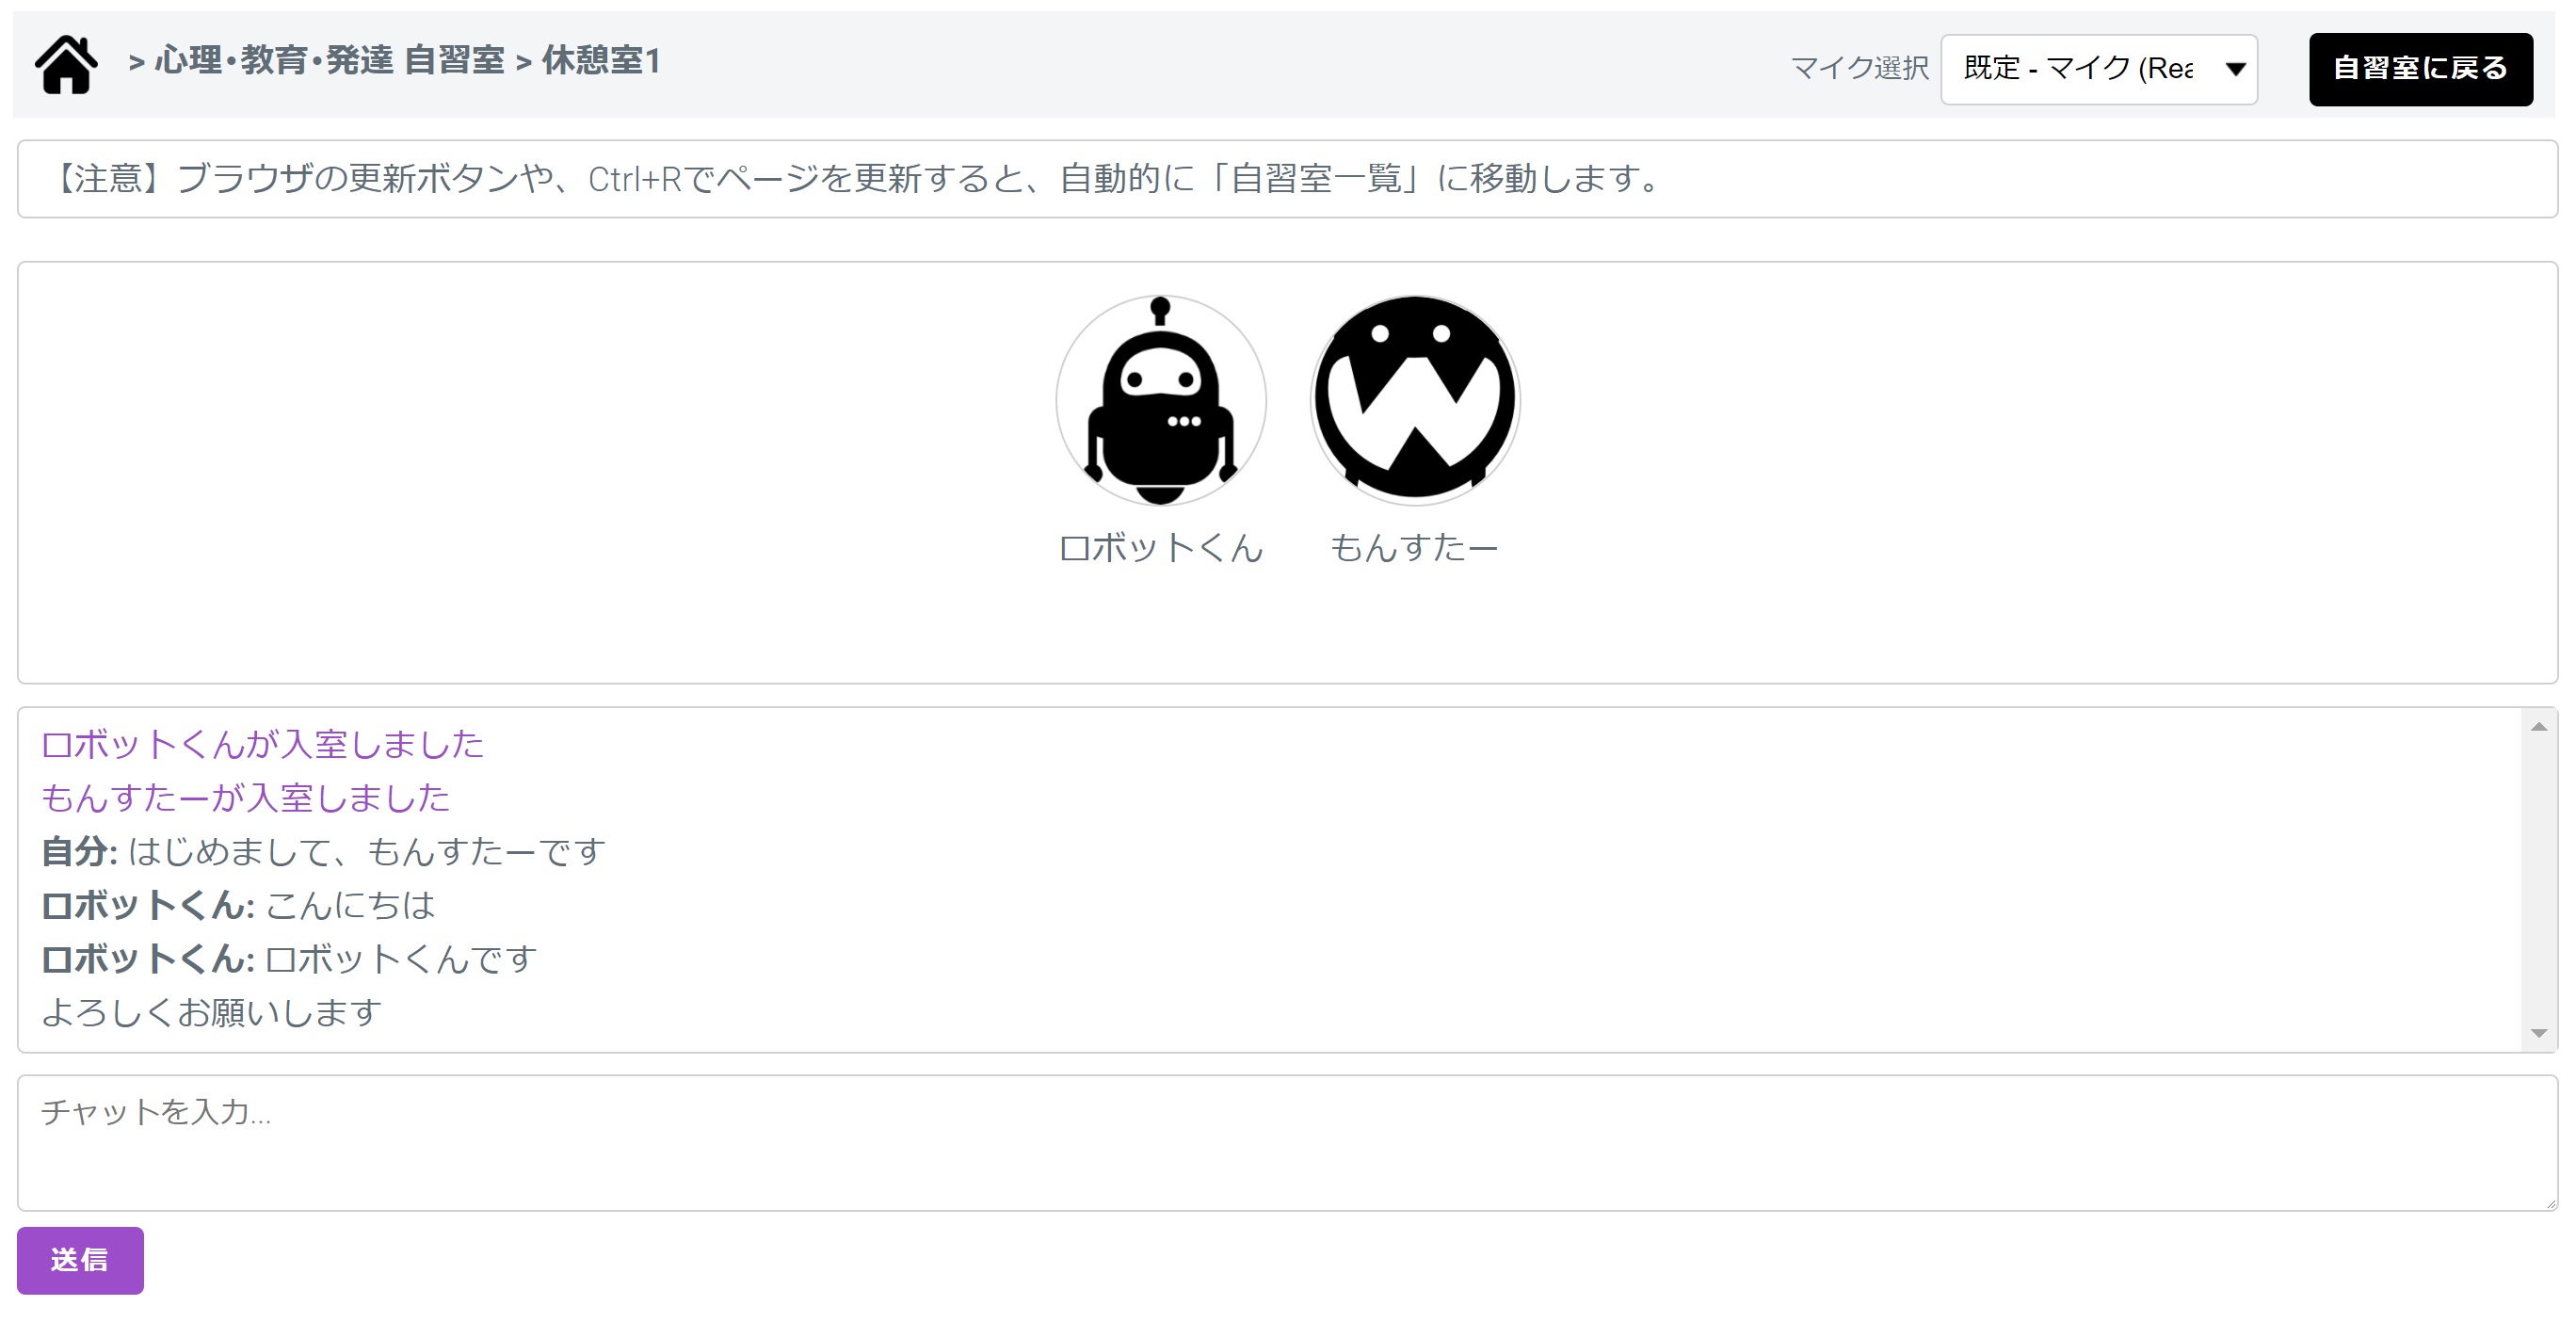 > 心理・教育・発達 自習室 > 休憩室1
マイク選択 既定 - マイク (Rea
自習室に戻る
【注意】ブラウザの更新ボタンや、Ctrl+Rでページを更新すると、自動的に「自習室一覧」に移動します。
ロボットくん もんすたー
ロボットくんが入室しました
もんすたーが入室しました
自分: はじめまして、もんすたーです
ロボットくん: こんにちは
ロボットくん: ロボットくんです
よろしくお願いします
チャットを入力...
送信